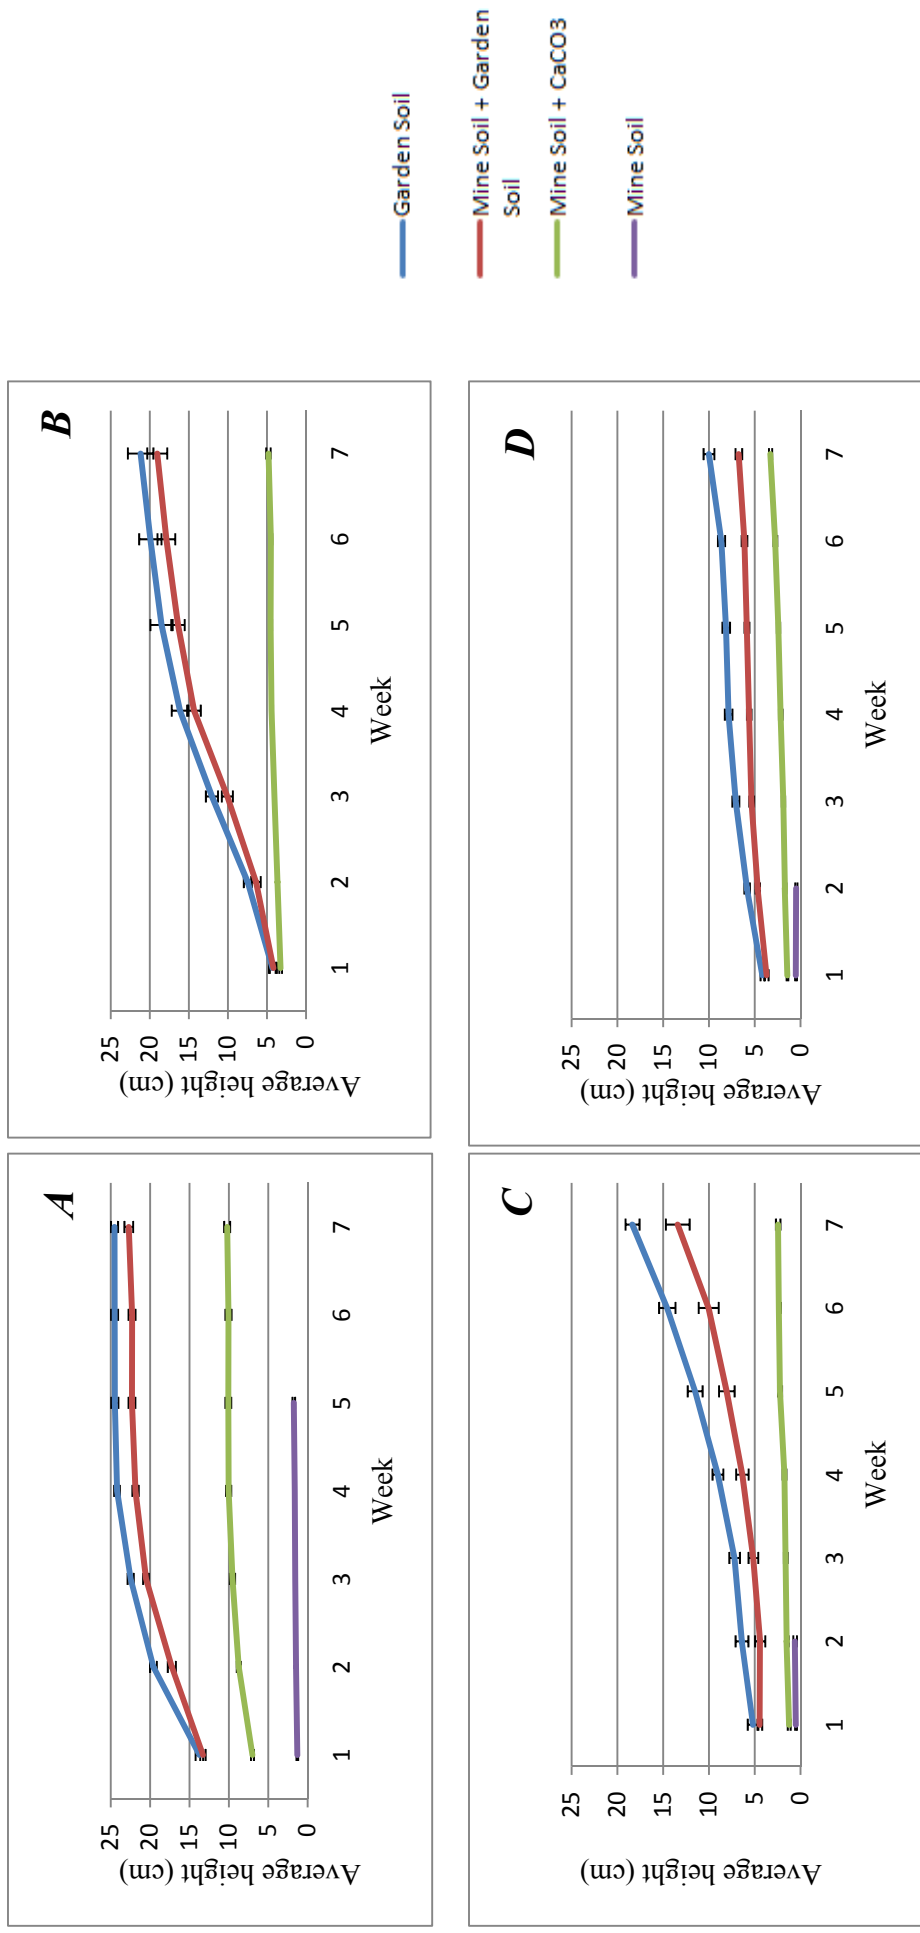 A
Average height (cm)
25
20
15
10
5
0
1 2 3 4 5 6 7
Week
B
Average height (cm)
25
20
15
10
5
0
1 2 3 4 5 6 7
Week
C
Average height (cm)
25
20
15
10
5
0
1 2 3 4 5 6 7
Week
D
Average height (cm)
25
20
15
10
5
0
1 2 3 4 5 6 7
Week
Garden Soil
Mine Soil + Garden
Soil
Mine Soil + CaCO3
Mine Soil